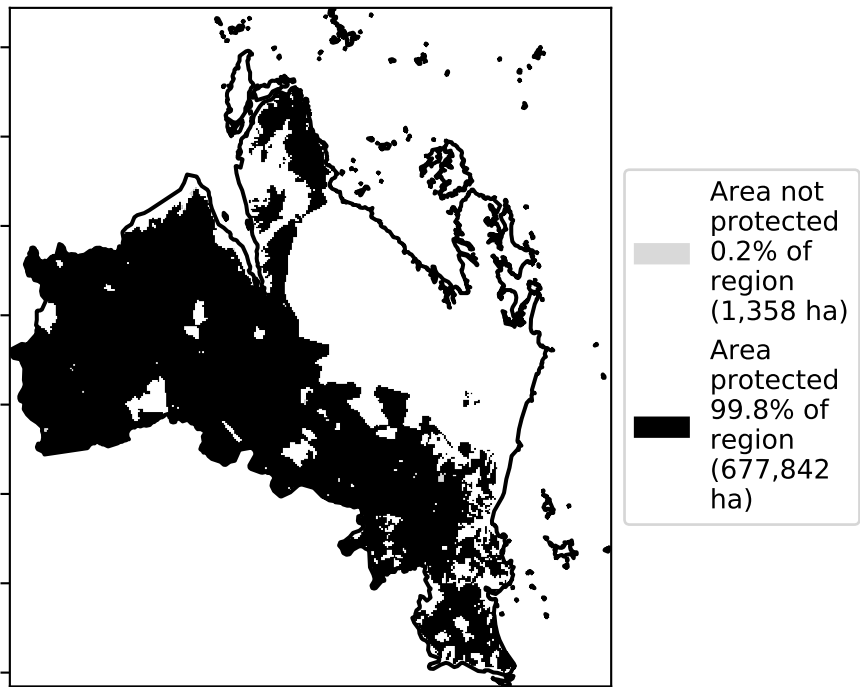 Area not
protected
0.2% of
region
(1,358 ha)
Area
protected
99.8% of
region
(677,842
ha)